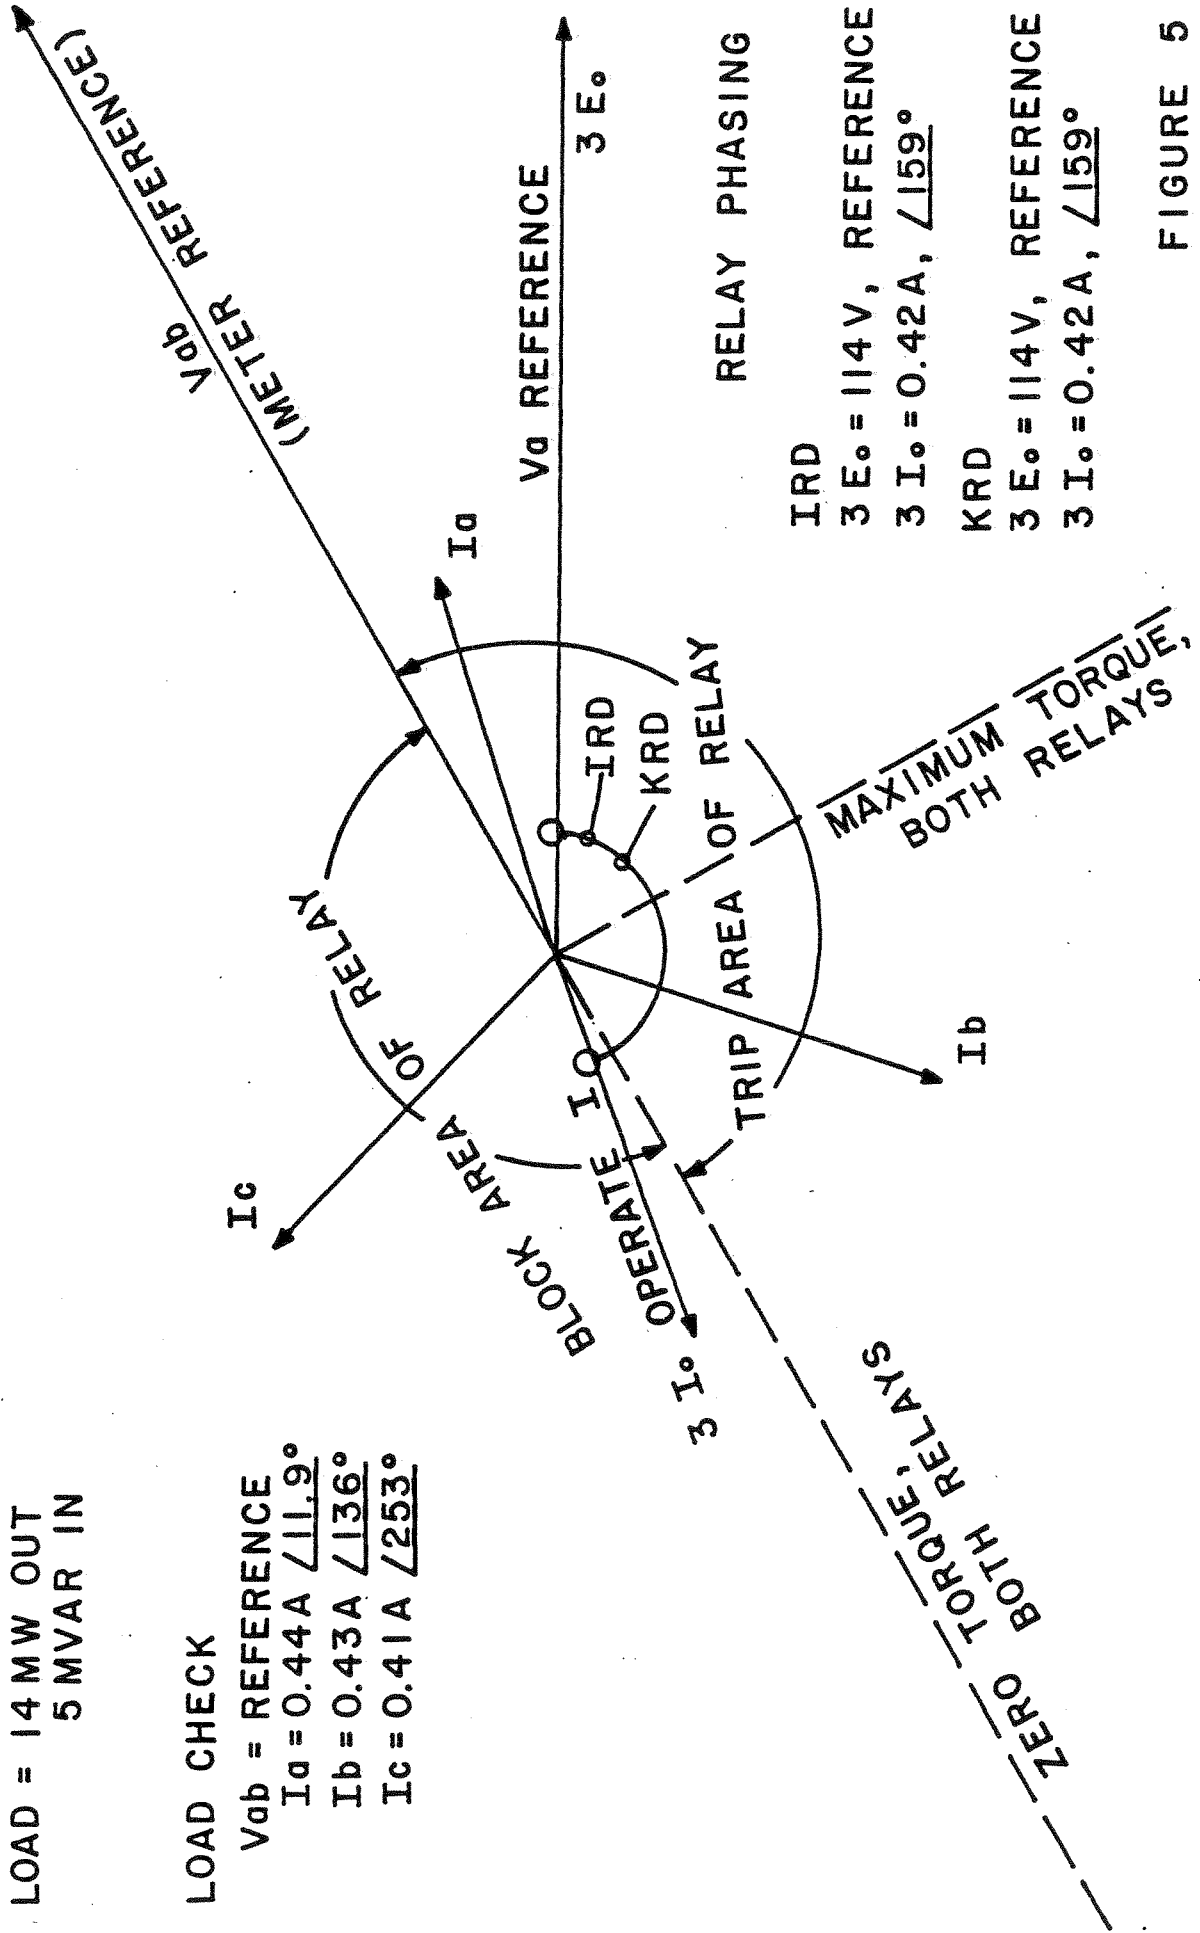 LOAD = 14 MW OUT
5 MVAR IN
LOAD CHECK
Vab = REFERENCE
Ia = 0.44A ∠11.9°
Ib = 0.43A ∠136°
Ic = 0.41A ∠253°
Vab
(METER REFERENCE)
Ia
Ic
Va REFERENCE
3 E₀
BLOCK AREA OF RELAY
OPERATE I
3 I₀
IRD
KRD
TRIP AREA OF RELAY
Ib
ZERO TORQUE,
BOTH RELAYS
MAXIMUM TORQUE,
BOTH RELAYS
RELAY PHASING
IRD
3 E₀ = 114 V, REFERENCE
3 I₀ = 0.42A, ∠159°
KRD
3 E₀ = 114 V, REFERENCE
3 I₀ = 0.42A, ∠159°
FIGURE 5